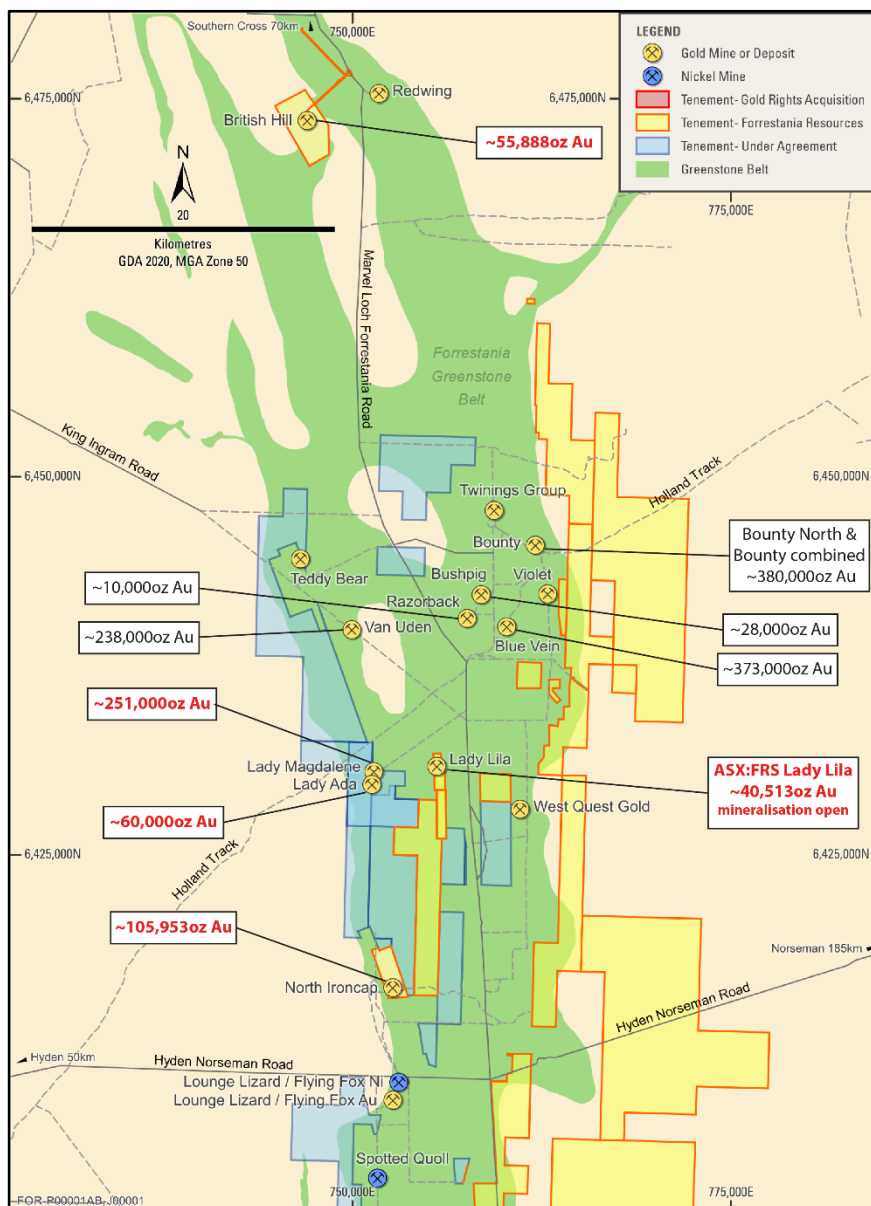 Southern Cross 70km
750,000E
LEGEND
Gold Mine or Deposit
Nickel Mine
Tenement- Gold Rights Acquisition
Tenement- Forrestania Resources
Tenement- Under Agreement
Greenstone Belt
6,475,000N
Redwing
6,475,000N
British Hill
~55,888oz Au
N
20
Kilometres
GDA 2020, MGA Zone 50
775,000E
Marvel Loch Forrestania Road
Forrestania
Greenstone
Belt
King Ingram Road
6,450,000N
6,450,000N
Holland Track
Twinings Group
Bounty
Bounty North &
Bounty combined
~380,000oz Au
Teddy Bear
Bushpig
Violet
~10,000oz Au
Razorback
~28,000oz Au
~238,000oz Au
Van Uden
Blue Vein
~373,000oz Au
~251,000oz Au
Lady Magdalene
Lady Ada
Lady Lila
ASX:FRS Lady Lila
~40,513oz Au
mineralisation open
~60,000oz Au
West Quest Gold
6,425,000N
6,425,000N
Holland Track
~105,953oz Au
Norseman 185km
North Ironcap
Hyden Norseman Road
Hyden 50km
Hyden Norseman Road
Lounge Lizard / Flying Fox Ni
Lounge Lizard / Flying Fox Au
Spotted Quoll
FOR-P00001AB-J00001
750,000E
775,000E